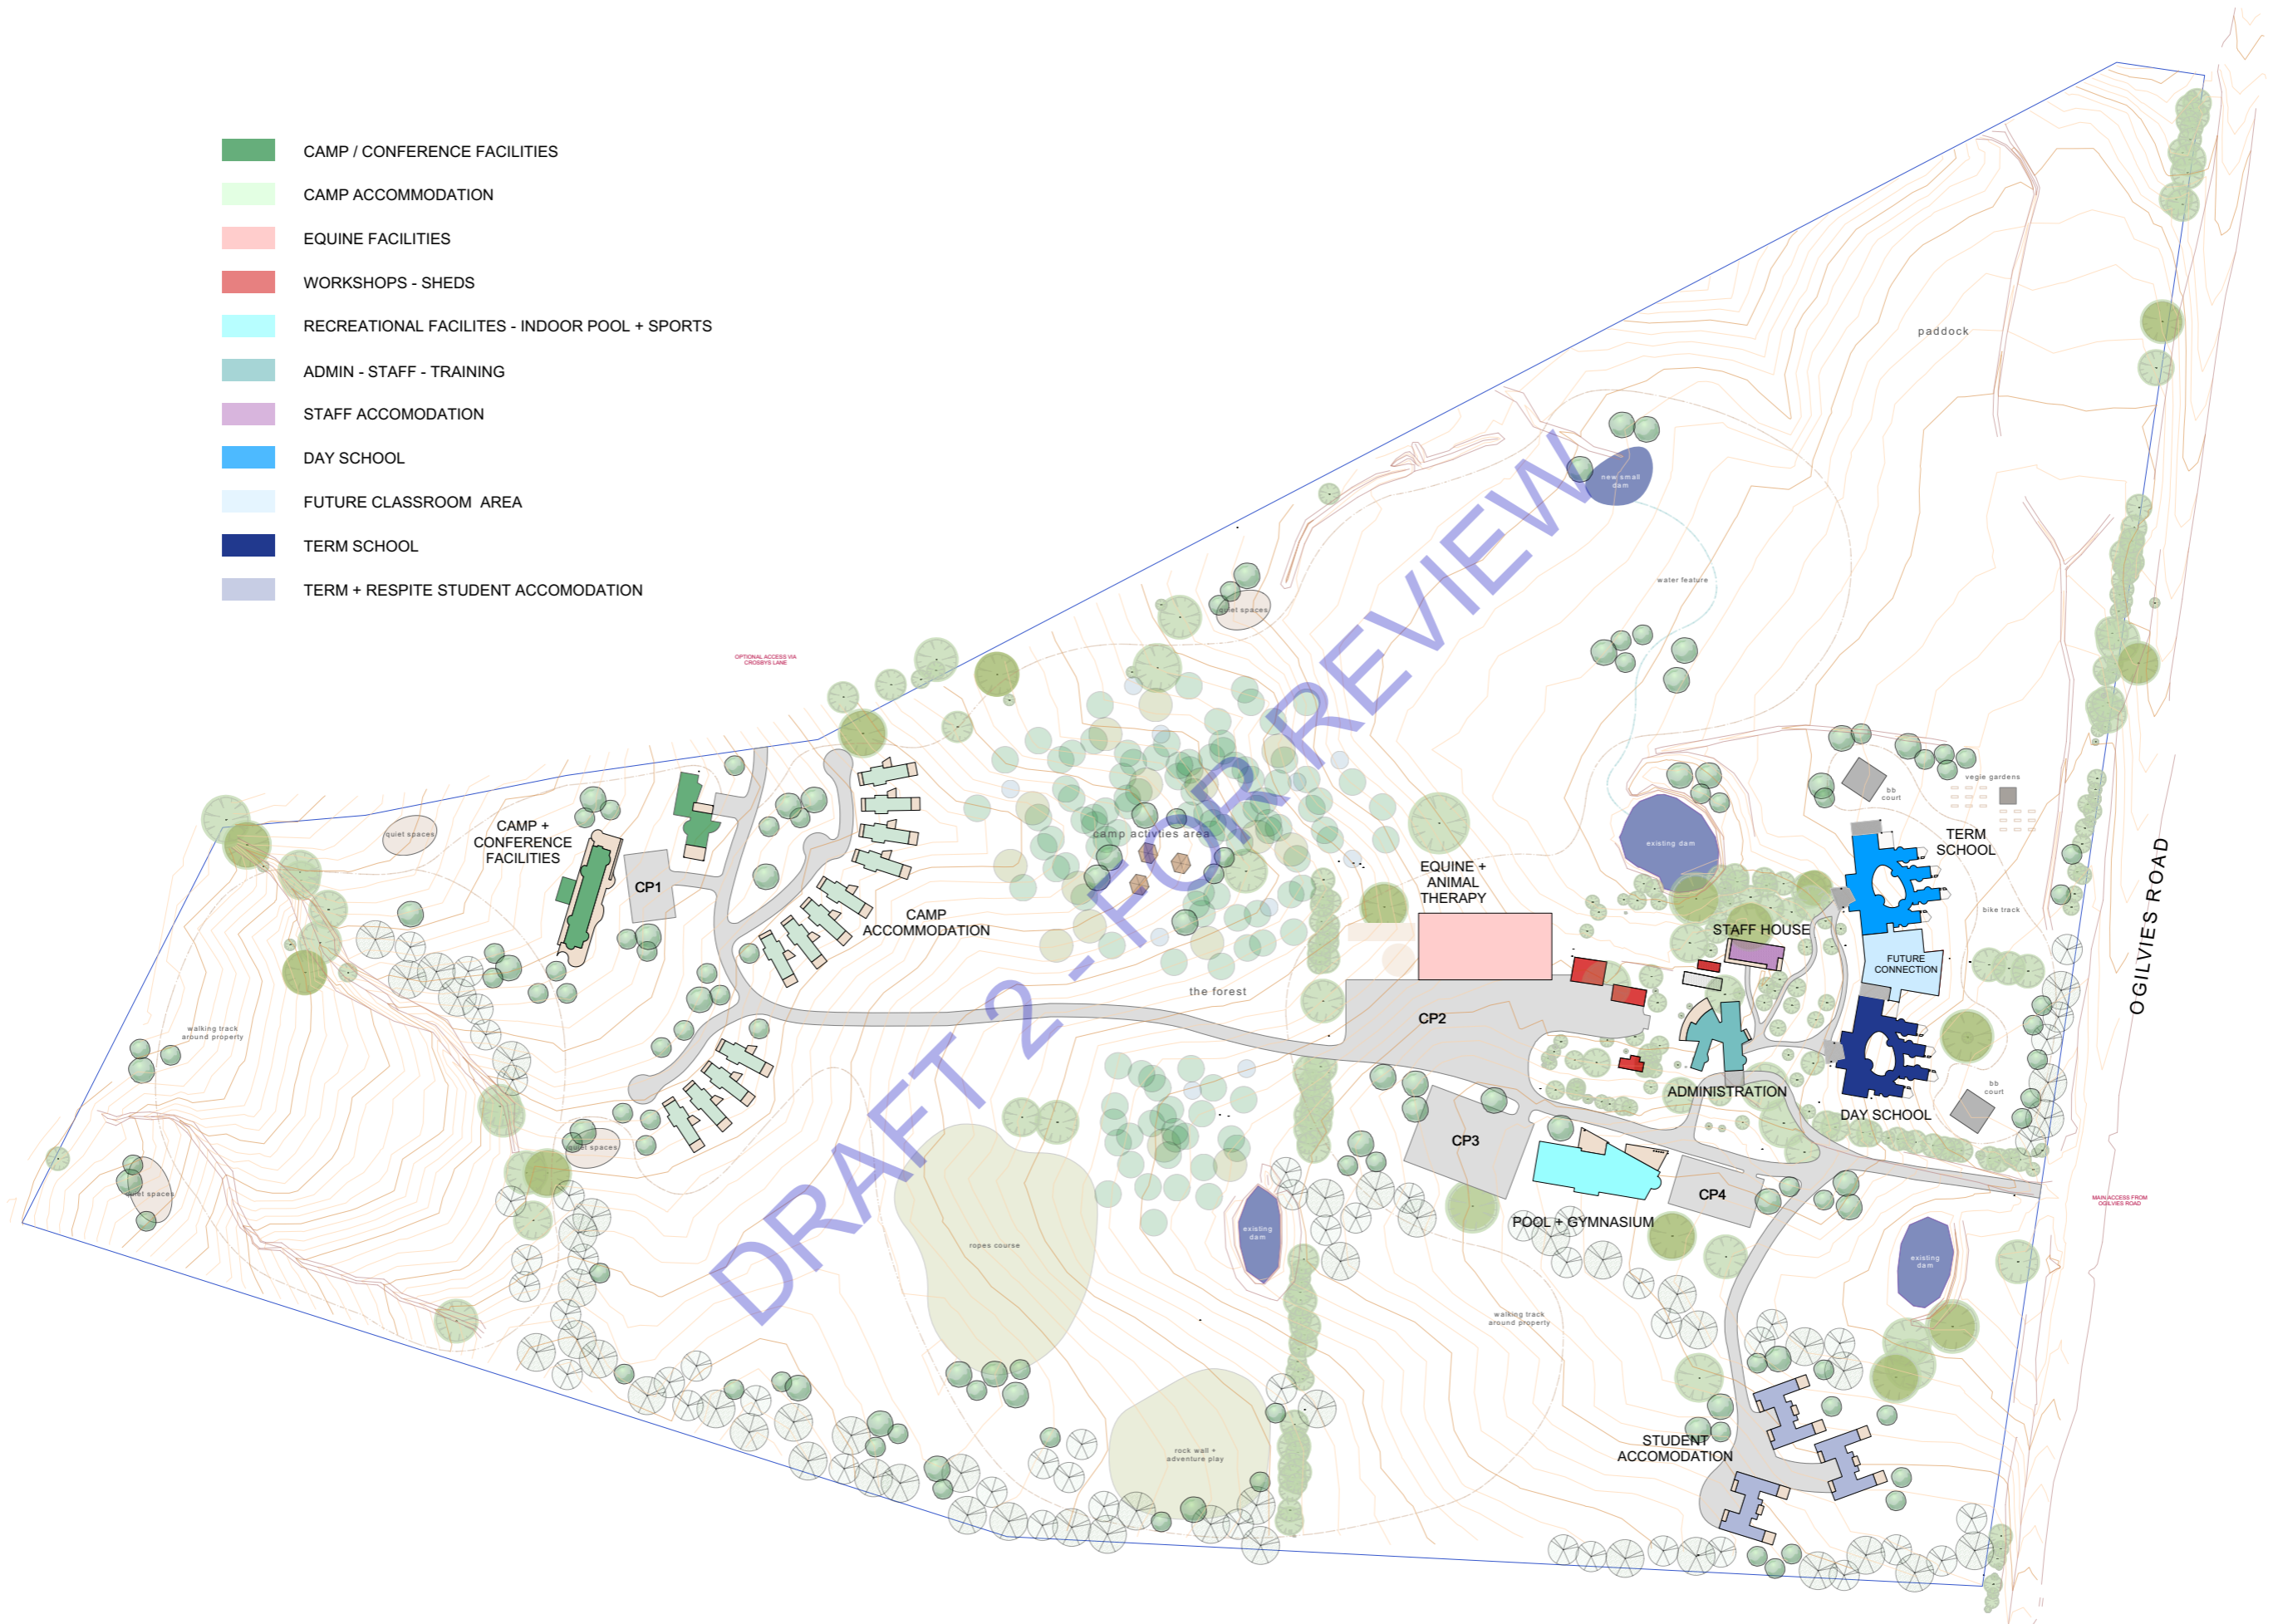 CAMP / CONFERENCE FACILITIES
CAMP ACCOMMODATION
EQUINE FACILITIES
WORKSHOPS - SHEDS
RECREATIONAL FACILITES - INDOOR POOL + SPORTS
ADMIN - STAFF - TRAINING
STAFF ACCOMODATION
DAY SCHOOL
FUTURE CLASSROOM AREA
TERM SCHOOL
TERM + RESPITE STUDENT ACCOMODATION
paddock
new small
dam
water feature
quiet spaces
OPTIONAL ACCESS VIA
CROSBYS LANE
DRAFT 2 - FOR REVIEW
quiet spaces
CAMP +
CONFERENCE
FACILITIES
CP1
CAMP
ACCOMMODATION
camp activties area
the forest
EQUINE +
ANIMAL
THERAPY
existing dam
bb
court
vegie gardens
TERM
SCHOOL
bike track
STAFF HOUSE
FUTURE
CONNECTION
OGILVIES ROAD
CP2
ADMINISTRATION
DAY SCHOOL
bb
court
walking track
around property
quiet spaces
quiet spaces
CP3
CP4
POOL + GYMNASIUM
MAIN ACCESS FROM
OGILVIES ROAD
ropes course
existing
dam
existing
dam
walking track
around property
rock wall +
adventure play
STUDENT
ACCOMODATION